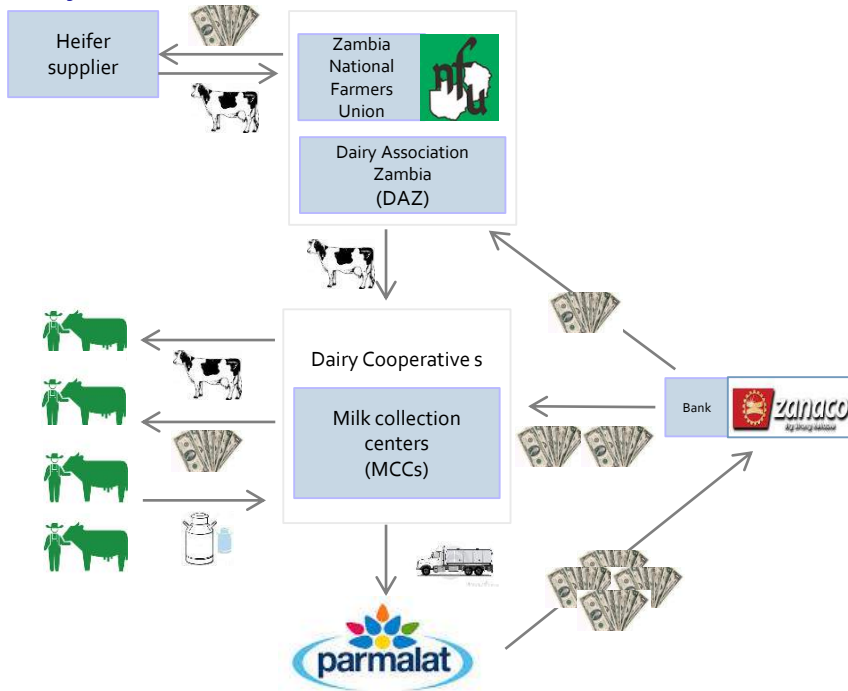 Heifer
supplier
Zambia
National
Farmers
Union
nfu
Dairy Association
Zambia
(DAZ)
Dairy Cooperative s
Milk collection
centers
(MCCs)
Bank
zanaco
parmalat